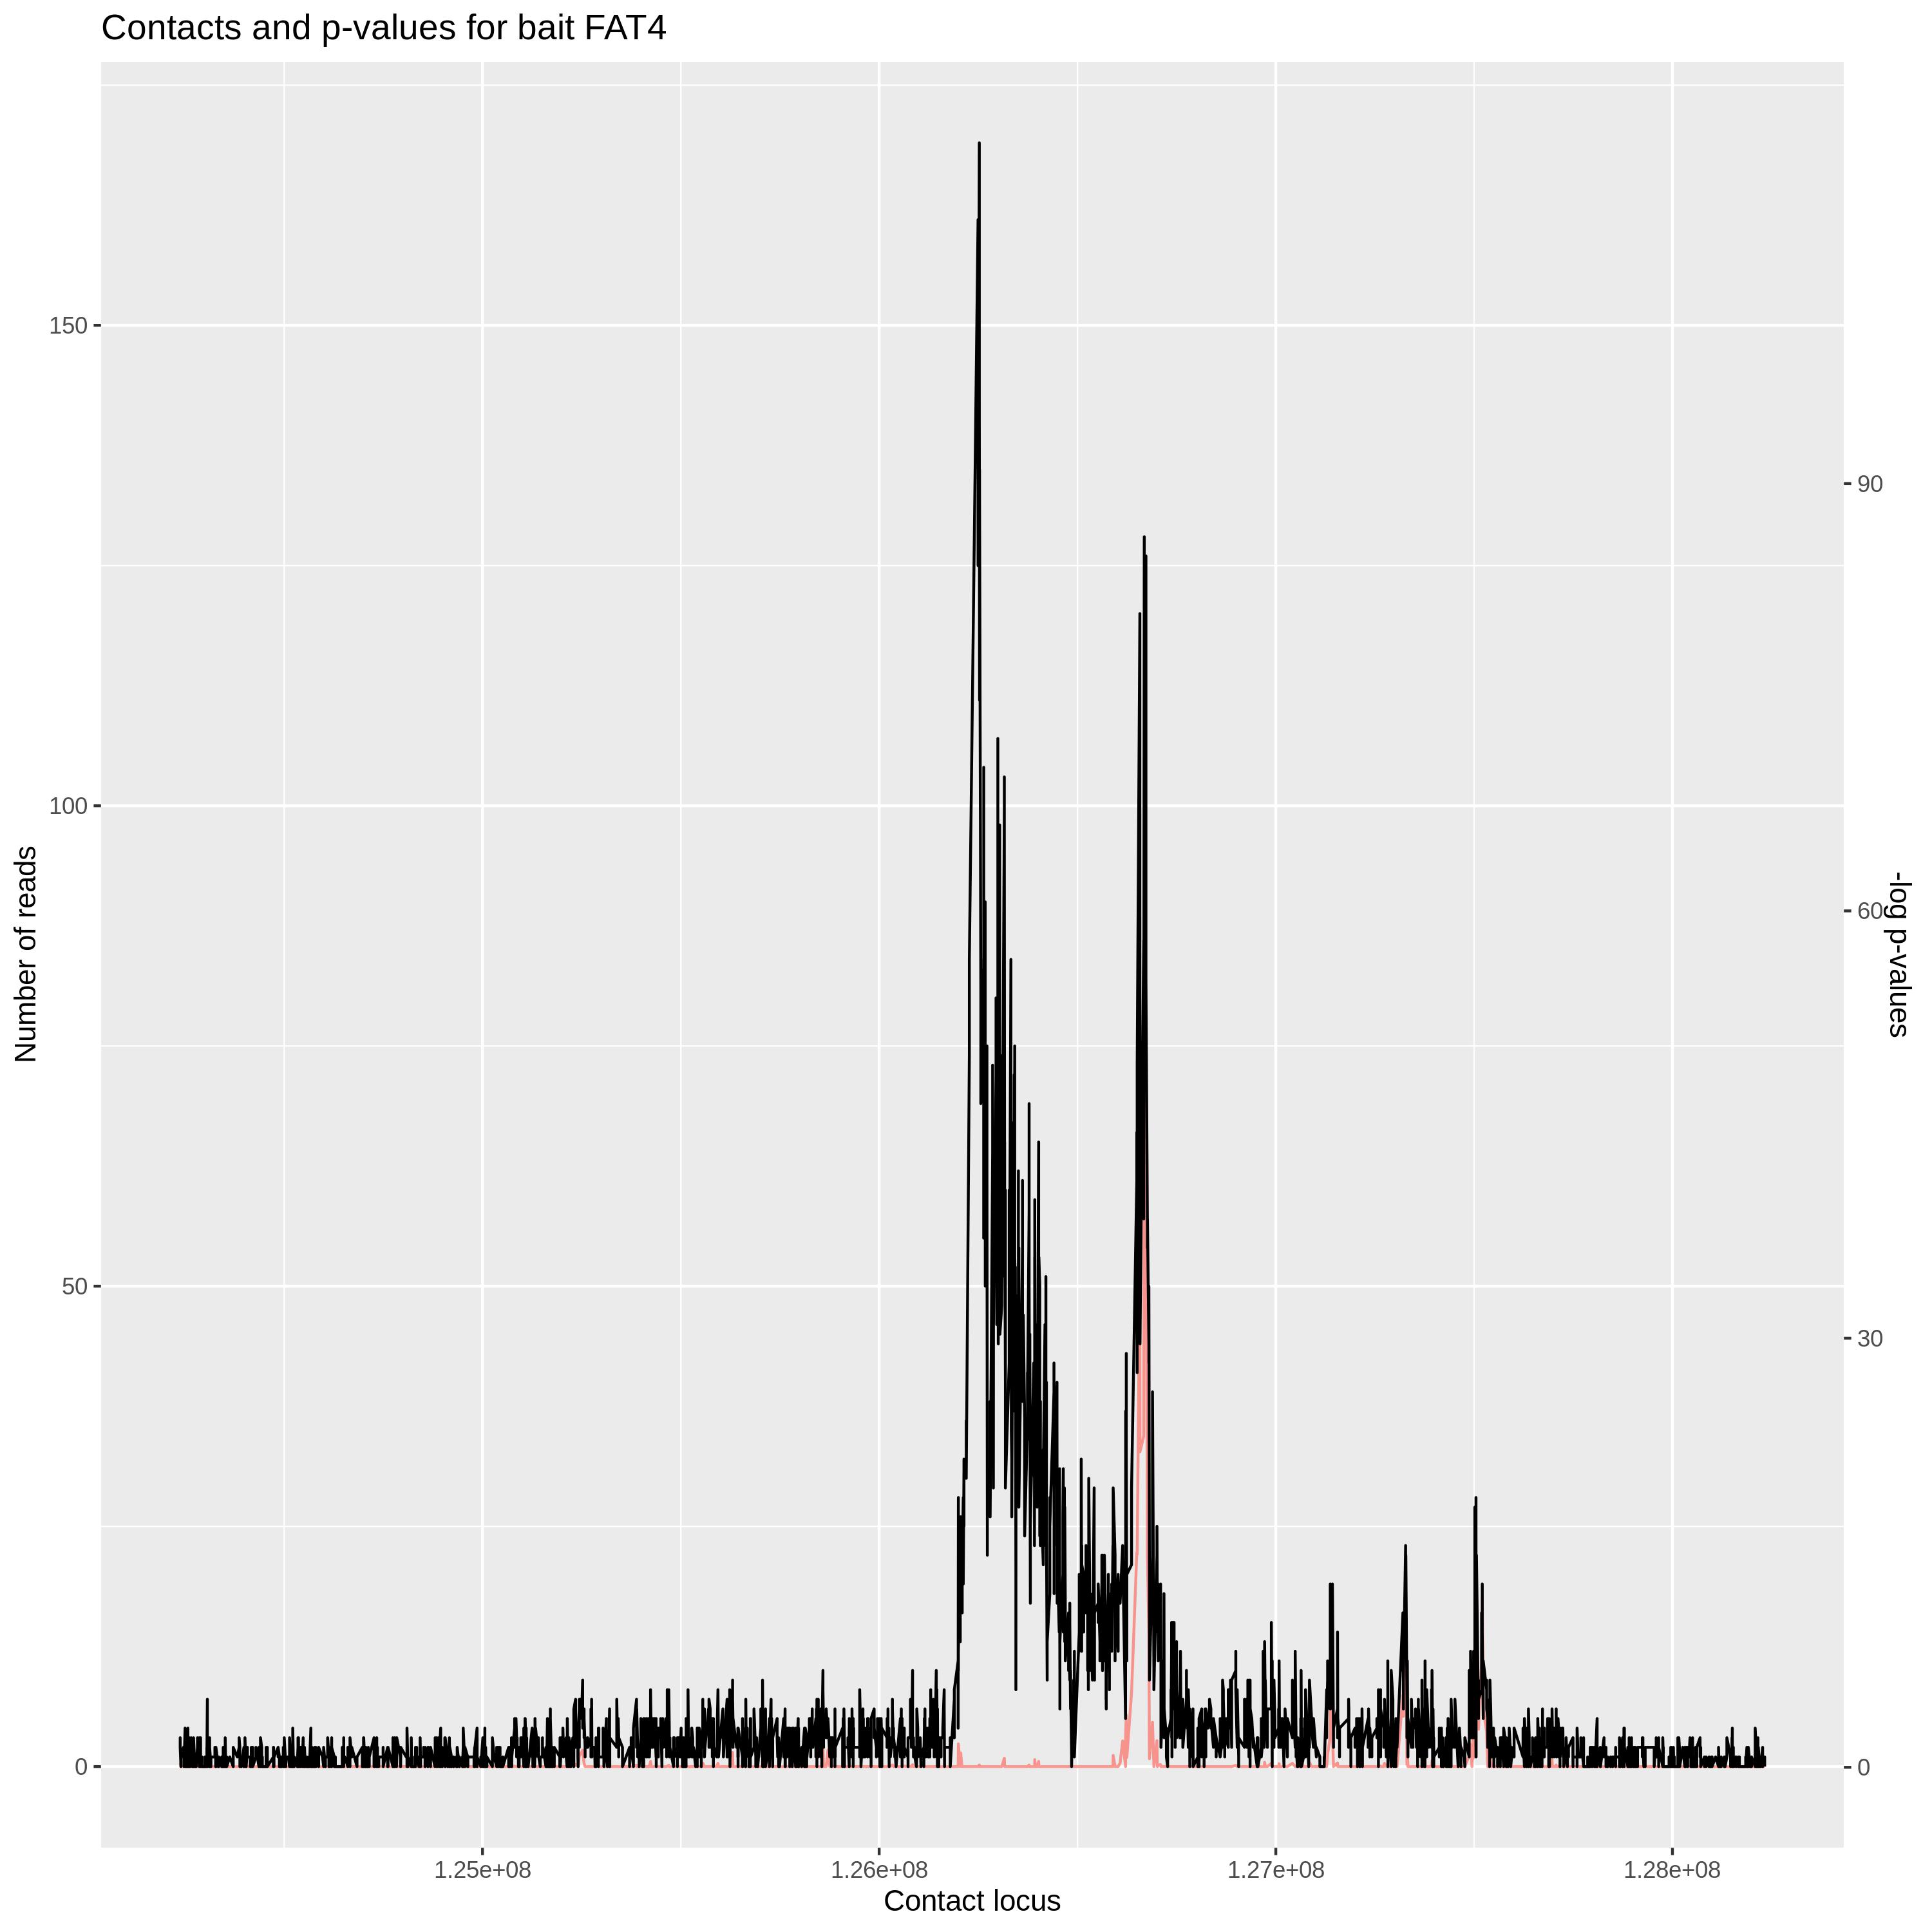 Contacts and p-values for bait FAT4
Number of reads
150
100
50
0
90
60
30
0
-log p-values
1.25e+08
1.26e+08
1.27e+08
1.28e+08
Contact locus